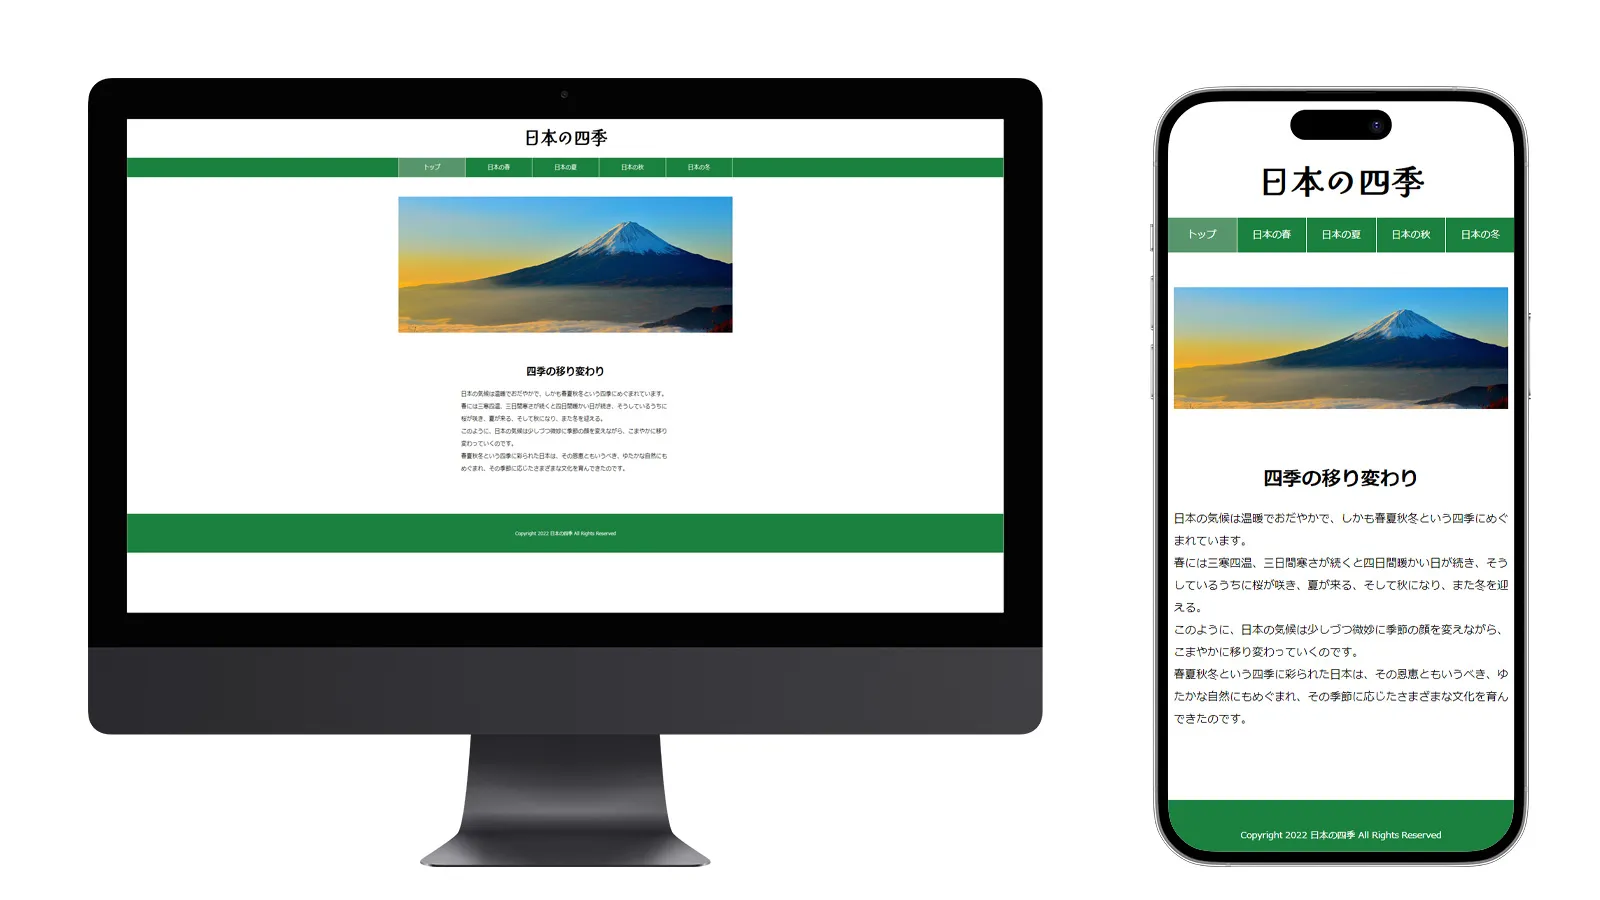 日本の四季
トップ 日本の春 日本の夏 日本の秋 日本の冬
四季の移り変わり
日本の気候は温暖でおだやかで、しかも春夏秋冬という四季にめぐまれています。
春には三寒四温、三日間寒さが続くと四日間暖かい日が続き、そうしているうちに
桜が咲き、夏が来る、そして秋になり、また冬を迎える。
このように、日本の気候は少しづつ微妙に季節の顔を変えながら、こまやかに移り
変わっていくのです。
春夏秋冬という四季に彩られた日本は、その恩恵ともいうべき、ゆたかな自然にも
めぐまれ、その季節に応じたさまざまな文化を育んできたのです。
Copyright 2022 日本の四季 All Rights Reserved
日本の四季
トップ 日本の春 日本の夏 日本の秋 日本の冬
四季の移り変わり
日本の気候は温暖でおだやかで、しかも春夏秋冬という四季にめぐ
まれています。
春には三寒四温、三日間寒さが続くと四日間暖かい日が続き、そう
しているうちに桜が咲き、夏が来る、そして秋になり、また冬を迎
える。
このように、日本の気候は少しづつ微妙に季節の顔を変えながら、
こまやかに移り変わっていくのです。
春夏秋冬という四季に彩られた日本は、その恩恵ともいうべき、ゆ
たかな自然にもめぐまれ、その季節に応じたさまざまな文化を育ん
できたのです。
Copyright 2022 日本の四季 All Rights Reserved